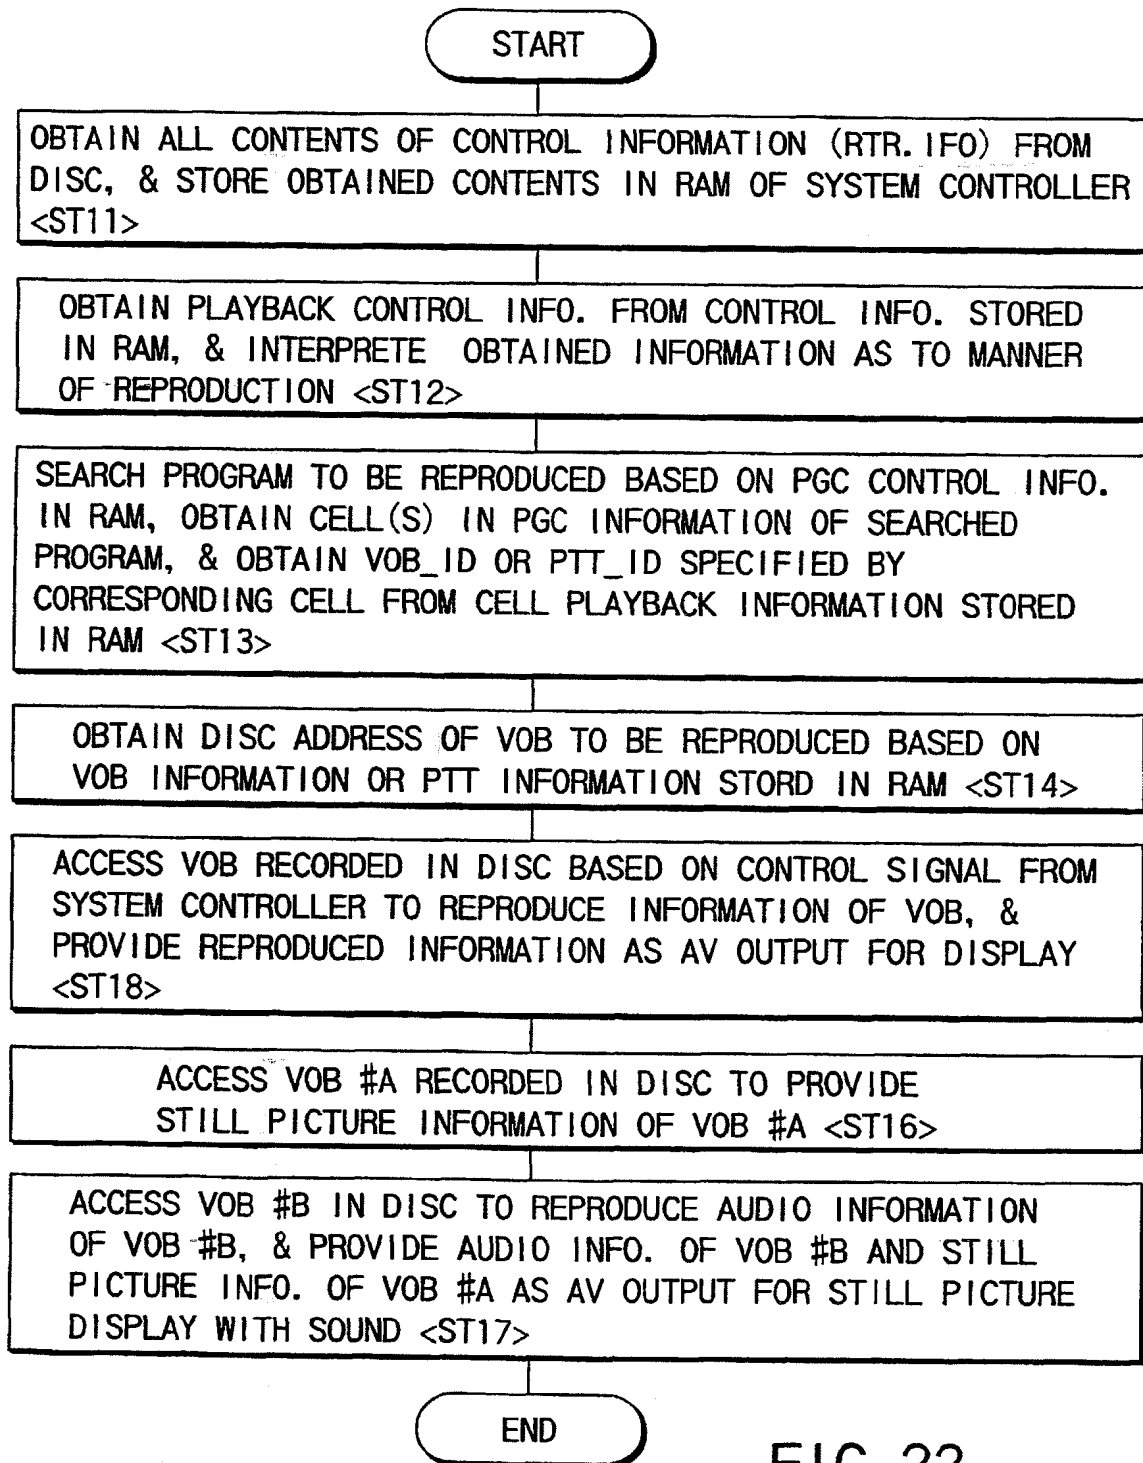 START
OBTAIN ALL CONTENTS OF CONTROL INFORMATION (RTR.IFO) FROM
DISC, & STORE OBTAINED CONTENTS IN RAM OF SYSTEM CONTROLLER
<ST11>
OBTAIN PLAYBACK CONTROL INFO. FROM CONTROL INFO. STORED
IN RAM, & INTERPRETE OBTAINED INFORMATION AS TO MANNER
OF REPRODUCTION <ST12>
SEARCH PROGRAM TO BE REPRODUCED BASED ON PGC CONTROL INFO.
IN RAM, OBTAIN CELL(S) IN PGC INFORMATION OF SEARCHED
PROGRAM, & OBTAIN VOB_ID OR PTT_ID SPECIFIED BY
CORRESPONDING CELL FROM CELL PLAYBACK INFORMATION STORED
IN RAM <ST13>
OBTAIN DISC ADDRESS OF VOB TO BE REPRODUCED BASED ON
VOB INFORMATION OR PTT INFORMATION STORD IN RAM <ST14>
ACCESS VOB RECORDED IN DISC BASED ON CONTROL SIGNAL FROM
SYSTEM CONTROLLER TO REPRODUCE INFORMATION OF VOB, &
PROVIDE REPRODUCED INFORMATION AS AV OUTPUT FOR DISPLAY
<ST18>
ACCESS VOB #A RECORDED IN DISC TO PROVIDE
STILL PICTURE INFORMATION OF VOB #A <ST16>
ACCESS VOB #B IN DISC TO REPRODUCE AUDIO INFORMATION
OF VOB #B, & PROVIDE AUDIO INFO. OF VOB #B AND STILL
PICTURE INFO. OF VOB #A AS AV OUTPUT FOR STILL PICTURE
DISPLAY WITH SOUND <ST17>
END
FIG. 22